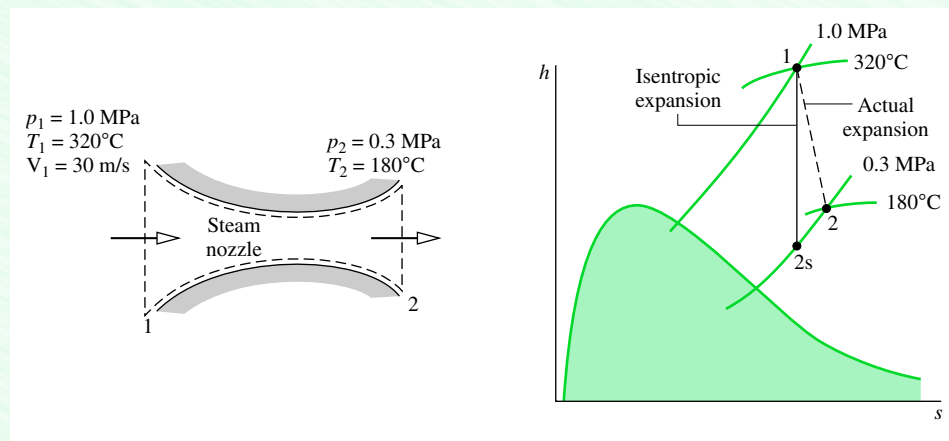 p₁ = 1.0 MPa
T₁ = 320°C
V₁ = 30 m/s
p₂ = 0.3 MPa
T₂ = 180°C
Steam
nozzle
1
2
h
1.0 MPa
1
320°C
Isentropic
expansion
Actual
expansion
0.3 MPa
180°C
2
2s
s